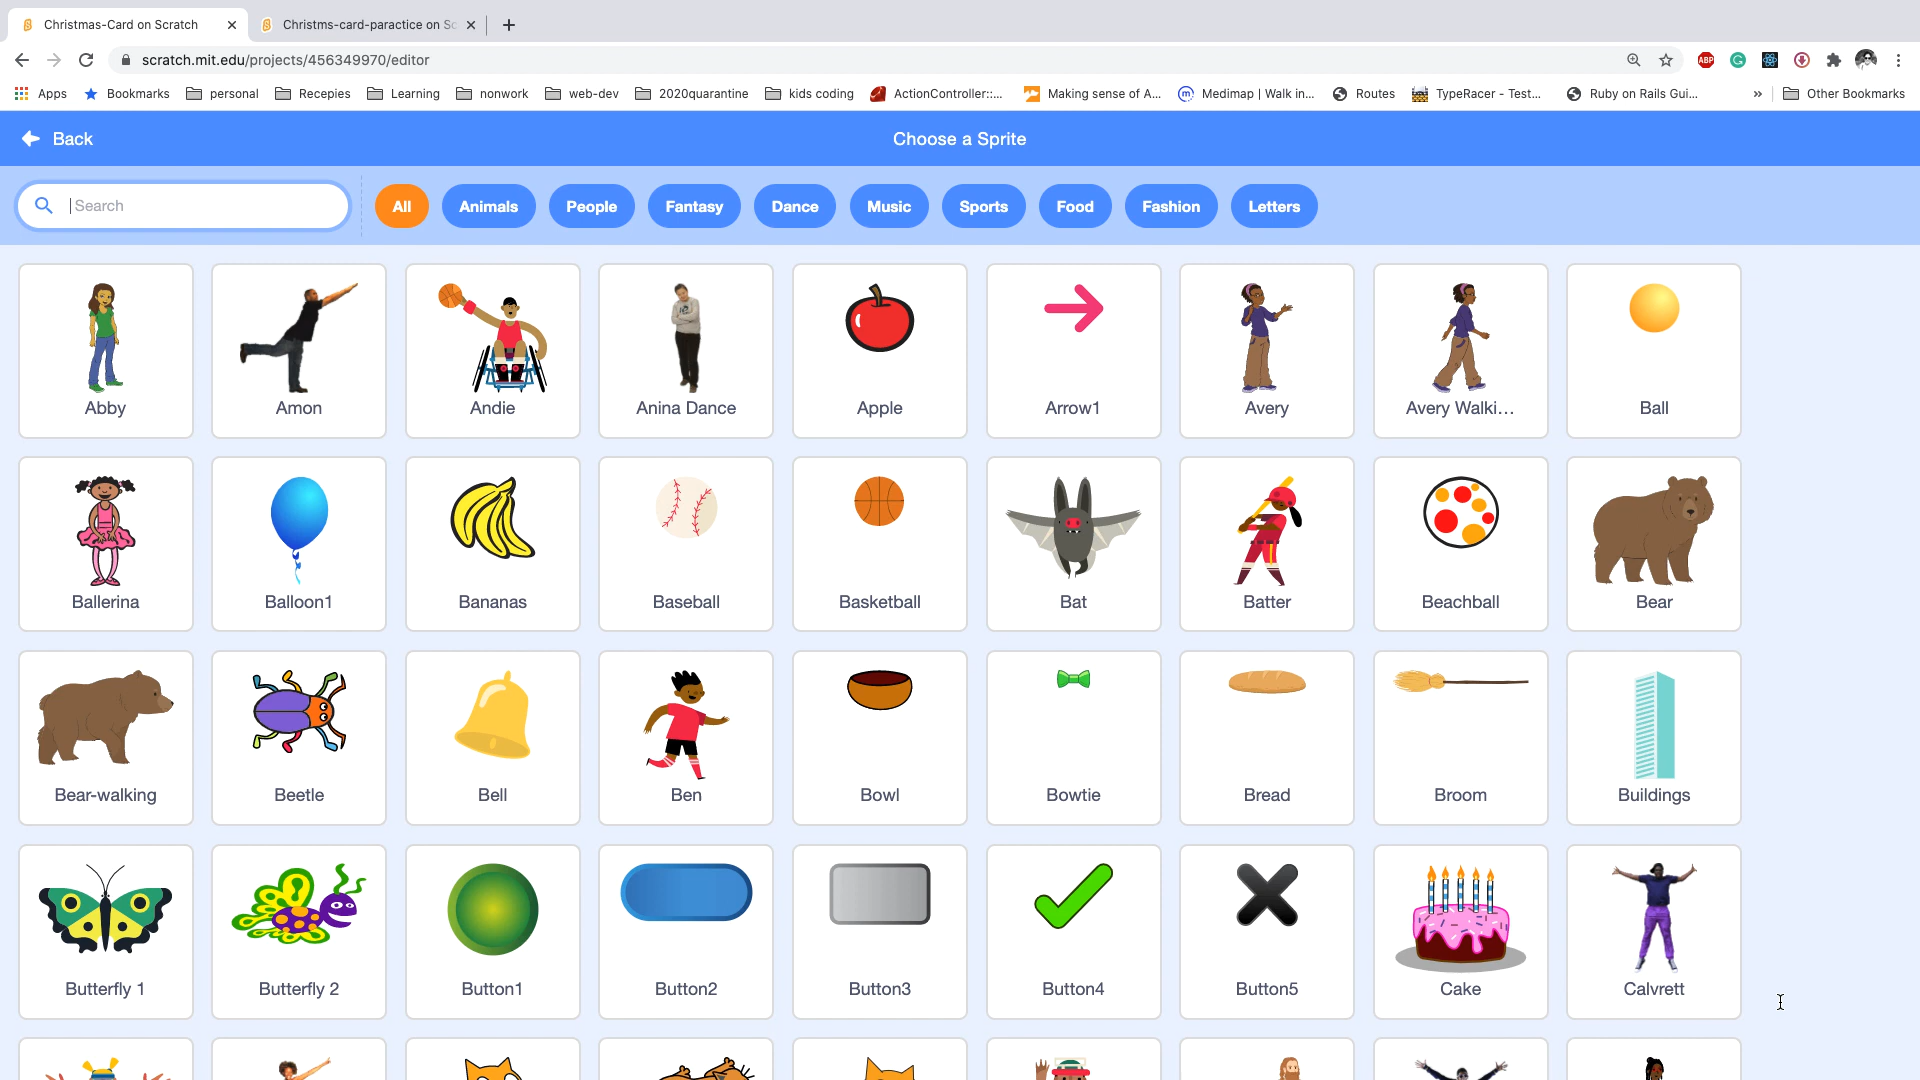 Christmas-Card on Scratch
Christms-card-paractice on Sc
scratch.mit.edu/projects/456349970/editor
ABP
Apps Bookmarks personal Recepies Learning nonwork web-dev 2020quarantine kids coding ActionController::... Making sense of A... Medimap | Walk in... Routes TypeRacer - Test... Ruby on Rails Gui... » Other Bookmarks
Back Choose a Sprite
Search All Animals People Fantasy Dance Music Sports Food Fashion Letters
Abby Amon Andie Anina Dance Apple Arrow1 Avery Avery Walki... Ball
Ballerina Balloon1 Bananas Baseball Basketball Bat Batter Beachball Bear
Bear-walking Beetle Bell Ben Bowl Bowtie Bread Broom Buildings
Butterfly 1 Butterfly 2 Button1 Button2 Button3 Button4 Button5 Cake Calvrett